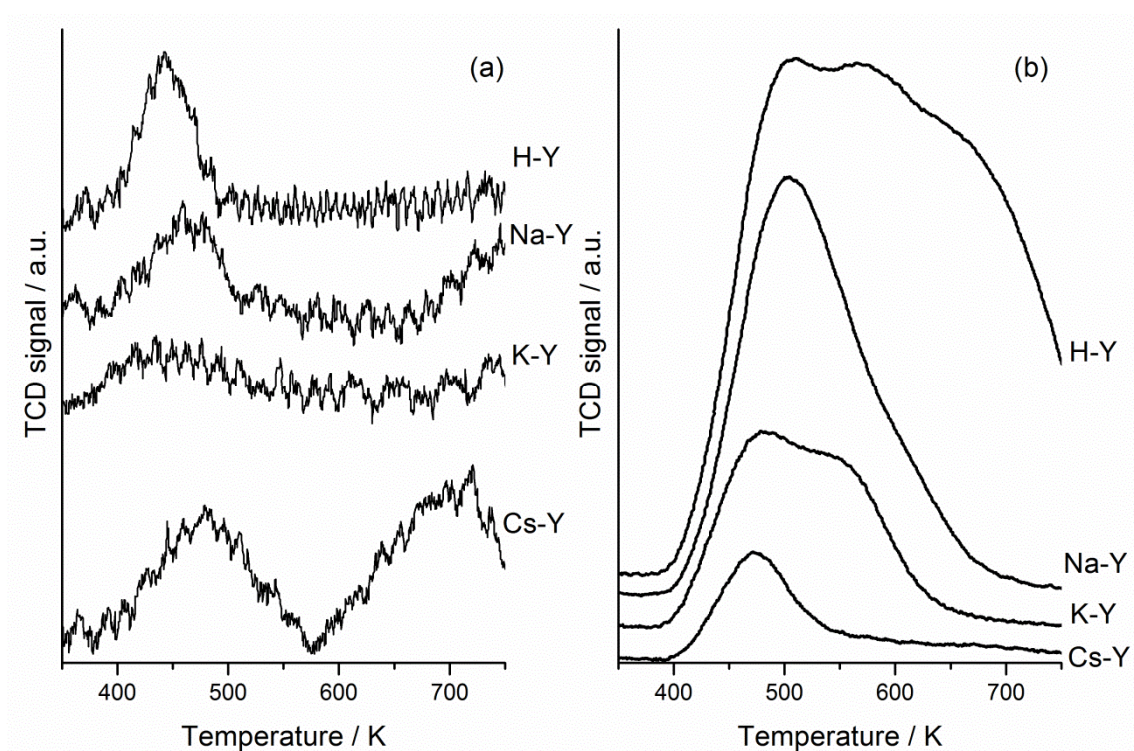 (a)
H-Y
Na-Y
K-Y
Cs-Y
TCD signal / a.u.
400 500 600 700
Temperature / K
(b)
H-Y
Na-Y
K-Y
Cs-Y
TCD signal / a.u.
400 500 600 700
Temperature / K